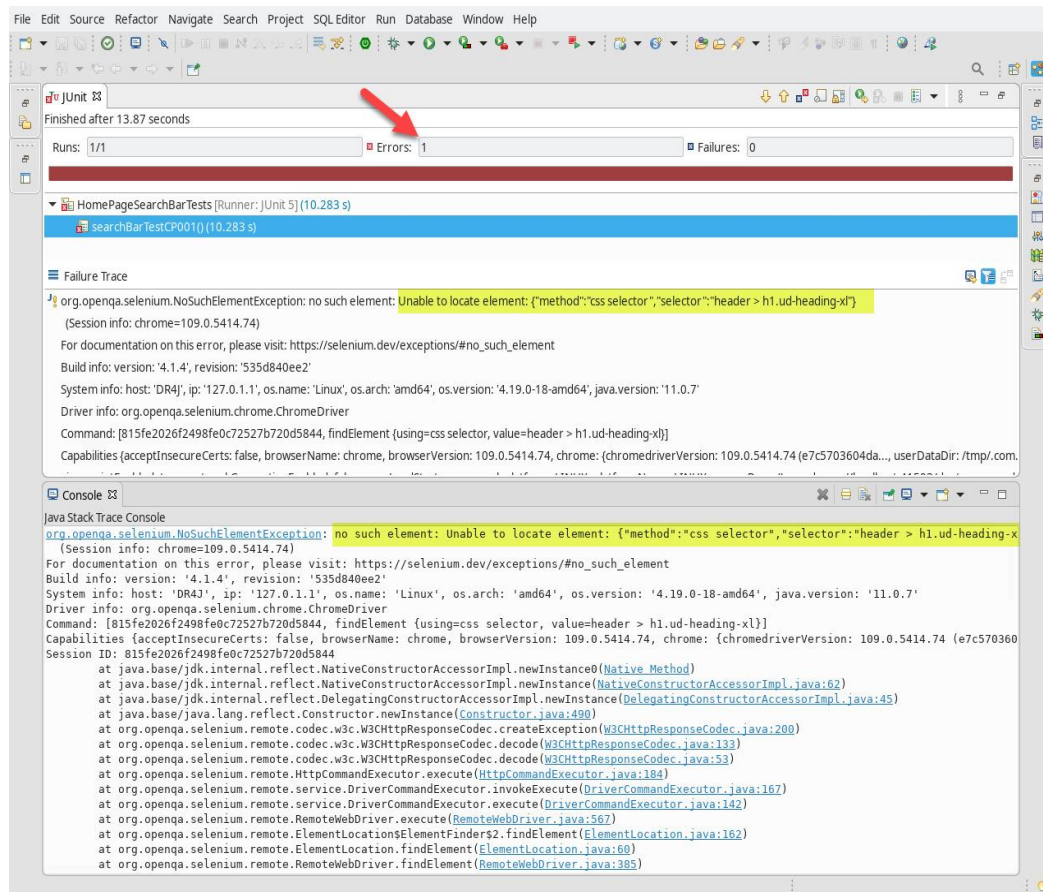 File Edit Source Refactor Navigate Search Project SQL Editor Run Database Window Help
JUnit
Finished after 13.87 seconds
Runs: 1/1 Errors: 1 Failures: 0
HomePageSearchBarTests [Runner: JUnit 5] (10.283 s)
searchBarTestCP001() (10.283 s)
Failure Trace
org.openqa.selenium.NoSuchElementException: no such element: Unable to locate element: {"method":"css selector","selector":"header > h1.ud-heading-xl"}
(Session info: chrome=109.0.5414.74)
For documentation on this error, please visit: https://selenium.dev/exceptions/#no_such_element
Build info: version: '4.1.4', revision: '535d840ee2'
System info: host: 'DR4J', ip: '127.0.1.1', os.name: 'Linux', os.arch: 'amd64', os.version: '4.19.0-18-amd64', java.version: '11.0.7'
Driver info: org.openqa.selenium.chrome.ChromeDriver
Command: [815fe2026f2498fe0c72527b720d5844, findElement {using=css selector, value=header > h1.ud-heading-xl}]
Capabilities {acceptInsecureCerts: false, browserName: chrome, browserVersion: 109.0.5414.74, chrome: {chromedriverVersion: 109.0.5414.74 (e7c5703604da..., userDataDir: /tmp/.com.
Console
Java Stack Trace Console
org.openqa.selenium.NoSuchElementException: no such element: Unable to locate element: {"method":"css selector","selector":"header > h1.ud-heading-x
(Session info: chrome=109.0.5414.74)
For documentation on this error, please visit: https://selenium.dev/exceptions/#no_such_element
Build info: version: '4.1.4', revision: '535d840ee2'
System info: host: 'DR4J', ip: '127.0.1.1', os.name: 'Linux', os.arch: 'amd64', os.version: '4.19.0-18-amd64', java.version: '11.0.7'
Driver info: org.openqa.selenium.chrome.ChromeDriver
Command: [815fe2026f2498fe0c72527b720d5844, findElement {using=css selector, value=header > h1.ud-heading-xl}]
Capabilities {acceptInsecureCerts: false, browserName: chrome, browserVersion: 109.0.5414.74, chrome: {chromedriverVersion: 109.0.5414.74 (e7c570360
Session ID: 815fe2026f2498fe0c72527b720d5844
at java.base/jdk.internal.reflect.NativeConstructorAccessorImpl.newInstance0(Native Method)
at java.base/jdk.internal.reflect.NativeConstructorAccessorImpl.newInstance(NativeConstructorAccessorImpl.java:62)
at java.base/jdk.internal.reflect.DelegatingConstructorAccessorImpl.newInstance(DelegatingConstructorAccessorImpl.java:45)
at java.base/java.lang.reflect.Constructor.newInstance(Constructor.java:490)
at org.openqa.selenium.remote.codec.w3c.W3CHttpResponseCodec.createException(W3CHttpResponseCodec.java:200)
at org.openqa.selenium.remote.codec.w3c.W3CHttpResponseCodec.decode(W3CHttpResponseCodec.java:133)
at org.openqa.selenium.remote.codec.w3c.W3CHttpResponseCodec.decode(W3CHttpResponseCodec.java:53)
at org.openqa.selenium.remote.HttpCommandExecutor.execute(HttpCommandExecutor.java:184)
at org.openqa.selenium.remote.service.DriverCommandExecutor.invokeExecute(DriverCommandExecutor.java:167)
at org.openqa.selenium.remote.service.DriverCommandExecutor.execute(DriverCommandExecutor.java:142)
at org.openqa.selenium.remote.RemoteWebDriver.execute(RemoteWebDriver.java:567)
at org.openqa.selenium.remote.ElementLocation$ElementFinder$2.findElement(ElementLocation.java:162)
at org.openqa.selenium.remote.ElementLocation.findElement(ElementLocation.java:60)
at org.openqa.selenium.remote.RemoteWebDriver.findElement(RemoteWebDriver.java:385)